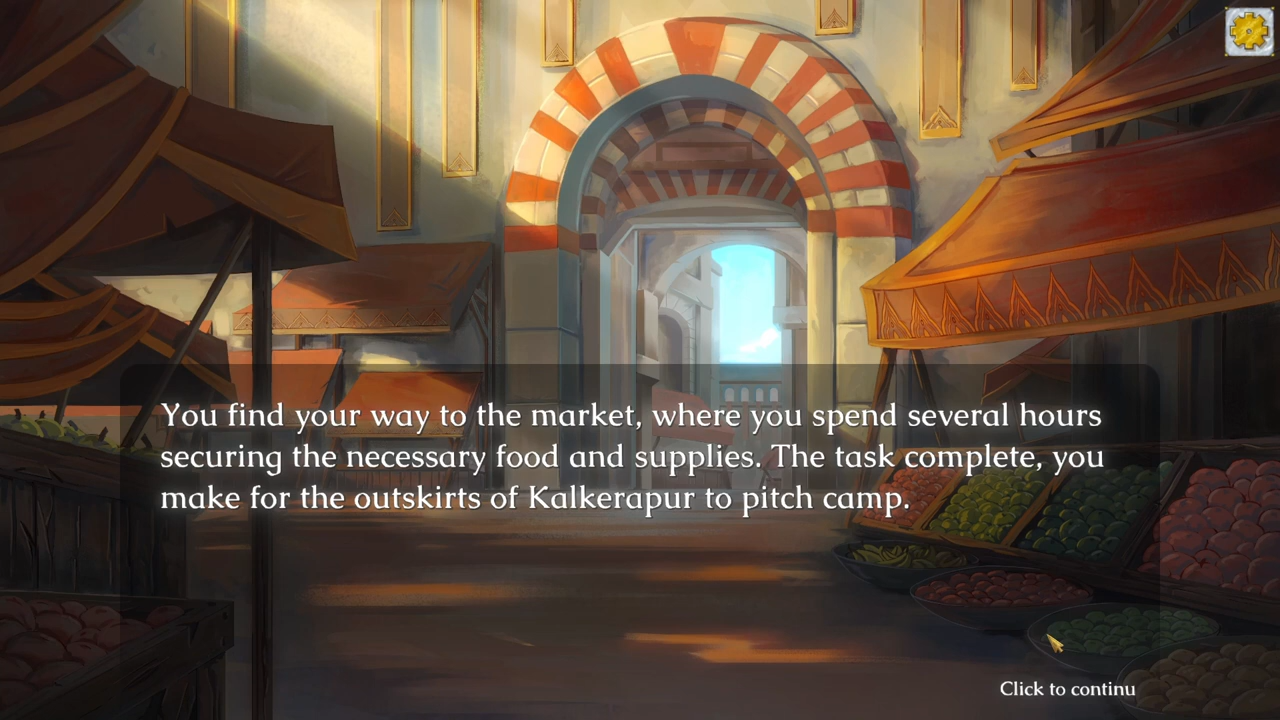 You find your way to the market, where you spend several hours
securing the necessary food and supplies. The task complete, you
make for the outskirts of Kalkerapur to pitch camp.
Click to continu